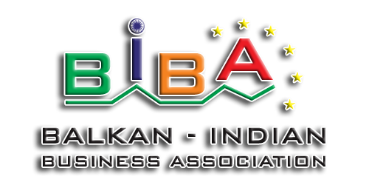 BiBA
BALKAN - INDIAN
BUSINESS ASSOCIATION